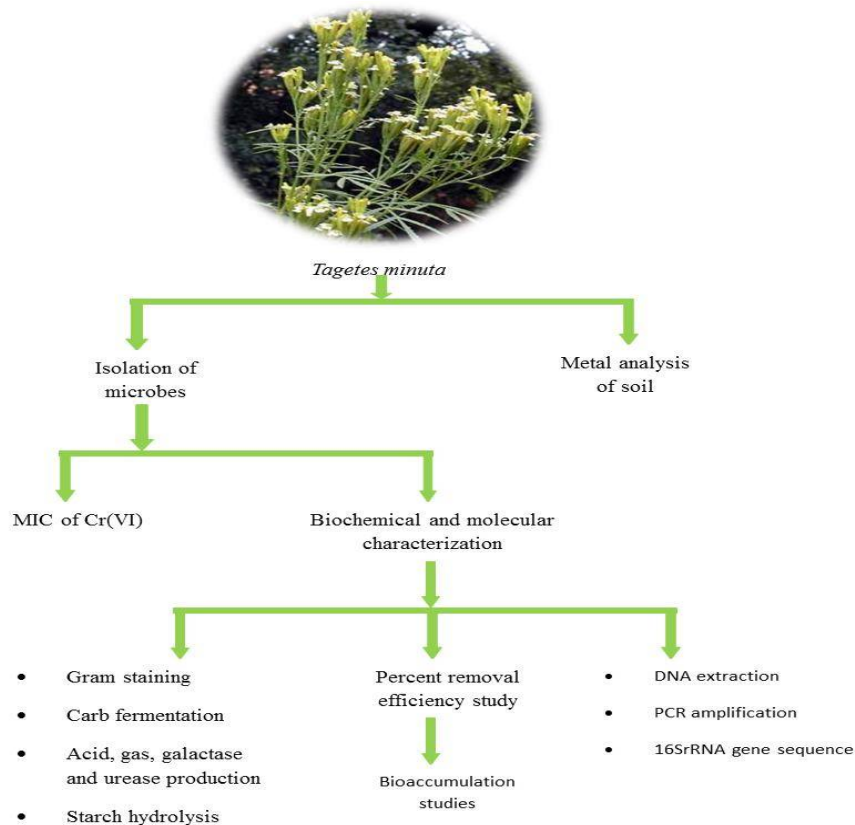 Tagetes minuta
Isolation of
microbes
Metal analysis
of soil
MIC of Cr(VI)
Biochemical and molecular
characterization
• Gram staining
• Carb fermentation
• Acid, gas, galactase
and urease production
• Starch hydrolysis
Percent removal
efficiency study
Bioaccumulation
studies
• DNA extraction
• PCR amplification
• 16SrRNA gene sequence